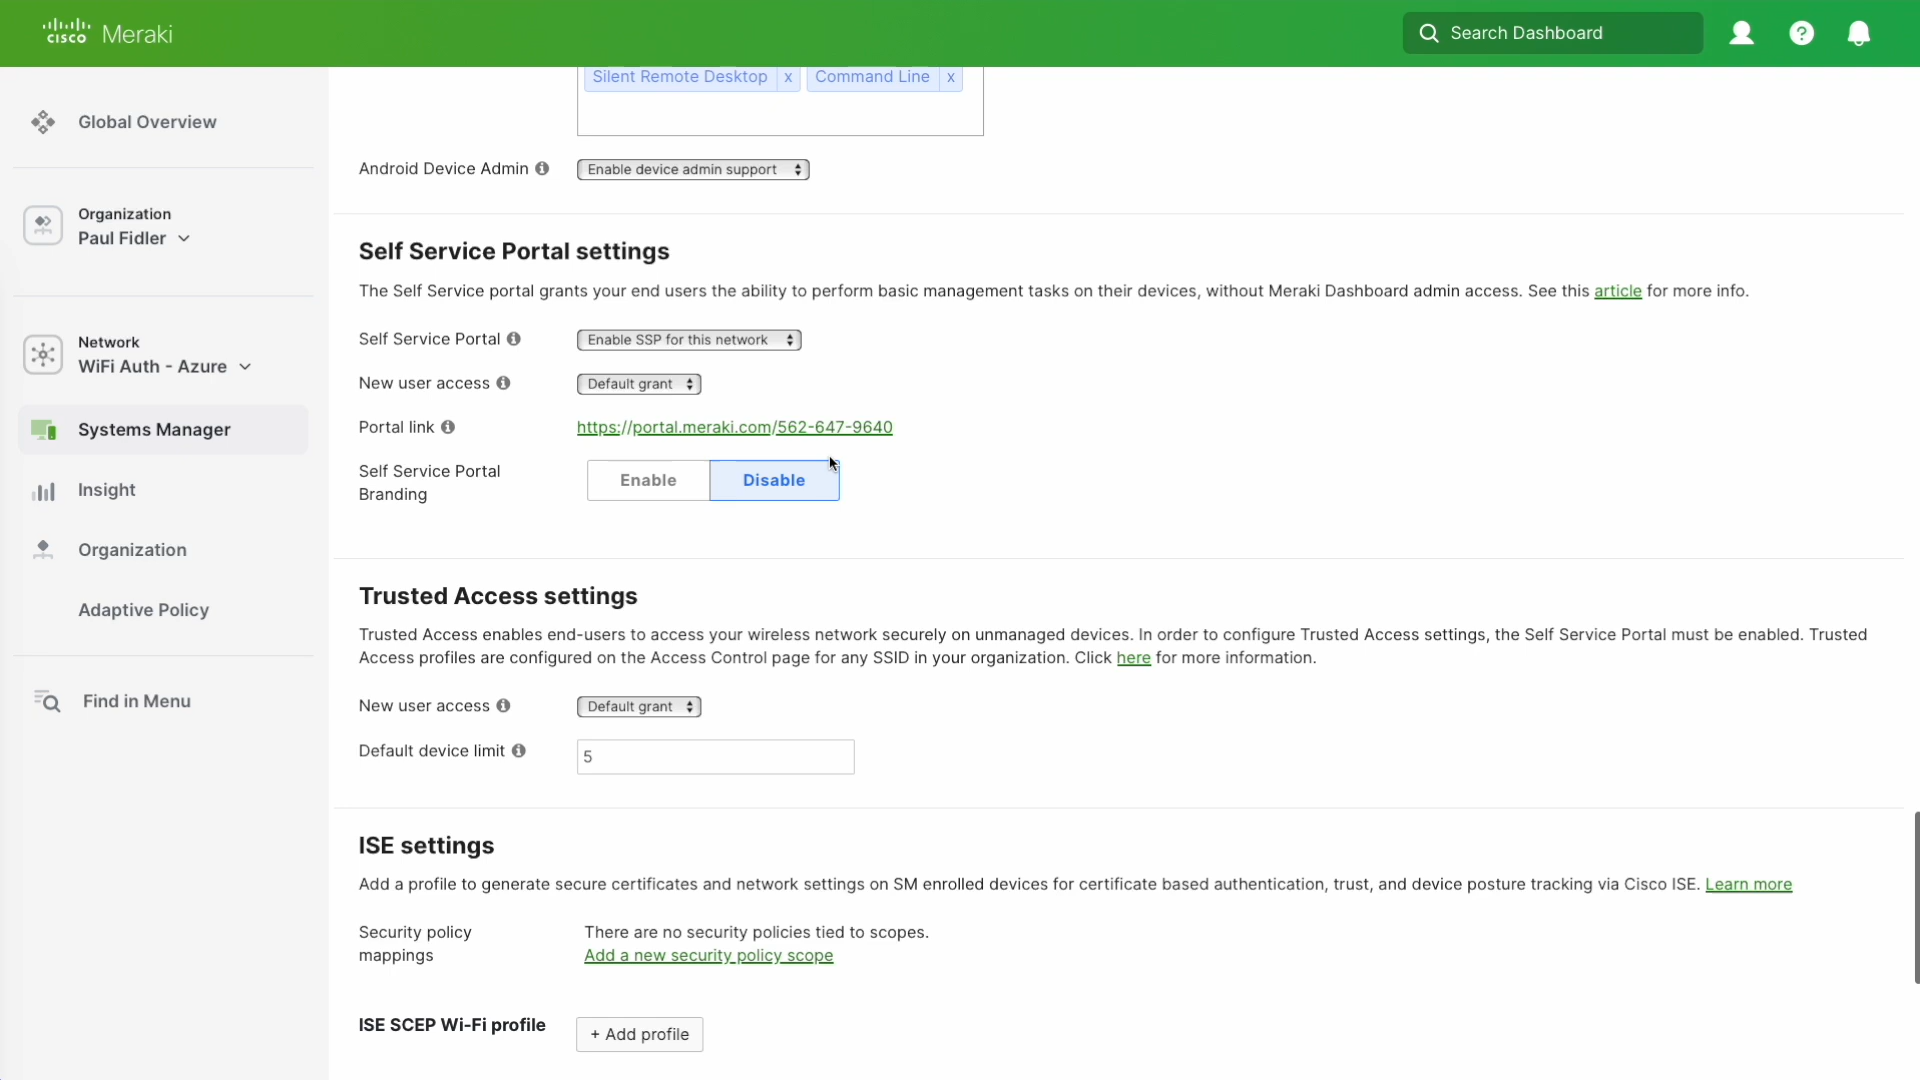 cisco Meraki
Search Dashboard
Silent Remote Desktop x Command Line x
Global Overview
Android Device Admin Enable device admin support
Organization
Paul Fidler
Self Service Portal settings
The Self Service portal grants your end users the ability to perform basic management tasks on their devices, without Meraki Dashboard admin access. See this article for more info.
Network
WiFi Auth - Azure
Self Service Portal Enable SSP for this network
New user access Default grant
Systems Manager
Portal link https://portal.meraki.com/562-647-9640
Self Service Portal
Branding
Enable Disable
Insight
Organization
Adaptive Policy
Find in Menu
Trusted Access settings
Trusted Access enables end-users to access your wireless network securely on unmanaged devices. In order to configure Trusted Access settings, the Self Service Portal must be enabled. Trusted
Access profiles are configured on the Access Control page for any SSID in your organization. Click here for more information.
New user access Default grant
Default device limit 5
ISE settings
Add a profile to generate secure certificates and network settings on SM enrolled devices for certificate based authentication, trust, and device posture tracking via Cisco ISE. Learn more
Security policy
mappings
There are no security policies tied to scopes.
Add a new security policy scope
ISE SCEP Wi-Fi profile + Add profile